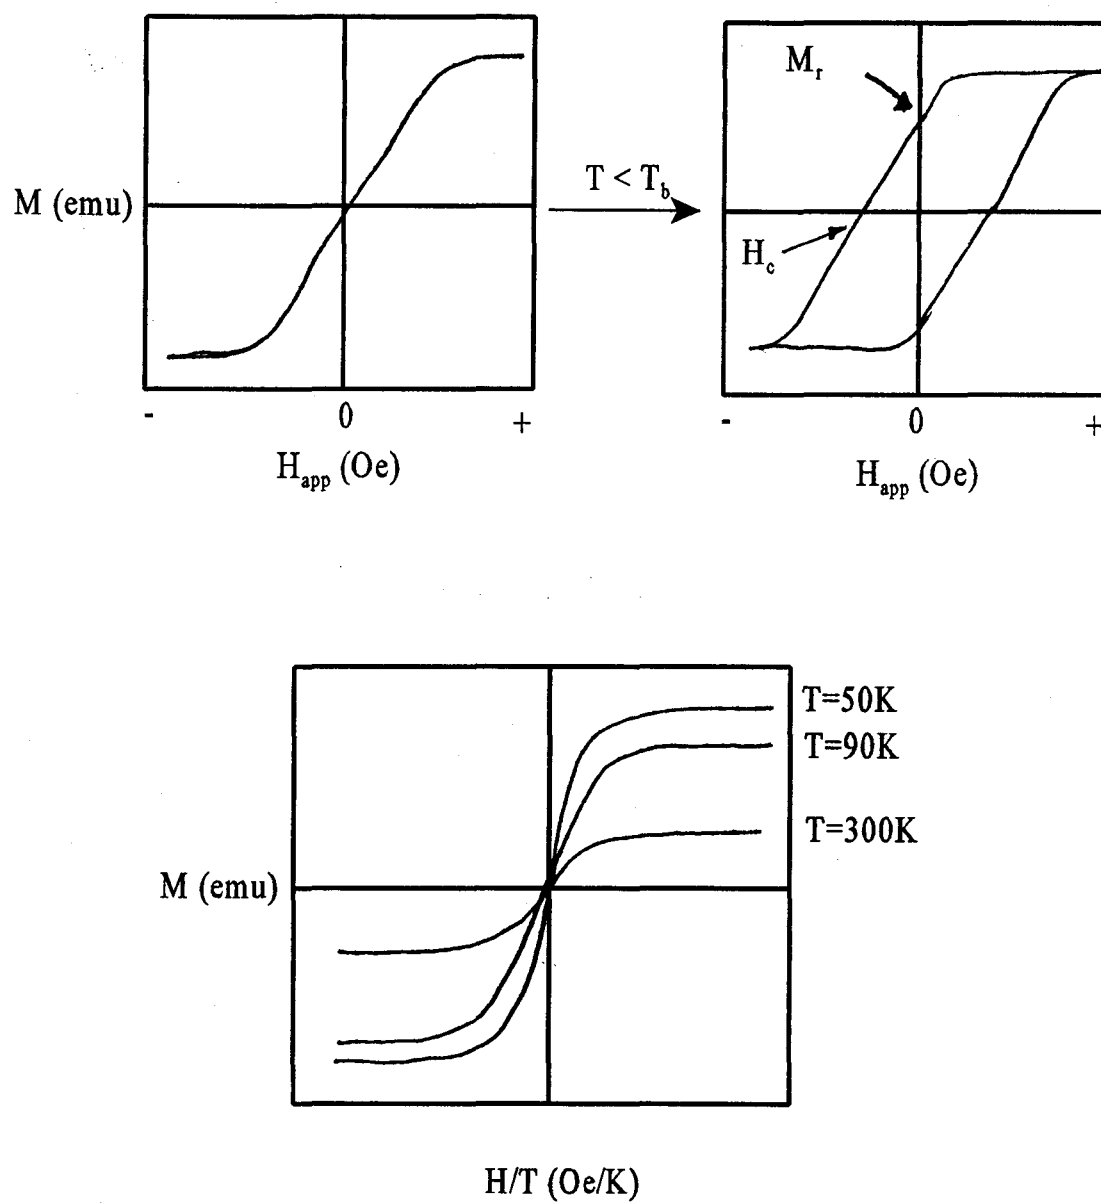 M_r
M (emu)
T < T_b
H_c
- 0 +
- 0 +
H_app (Oe)
H_app (Oe)
T=50K
T=90K
T=300K
M (emu)
H/T (Oe/K)